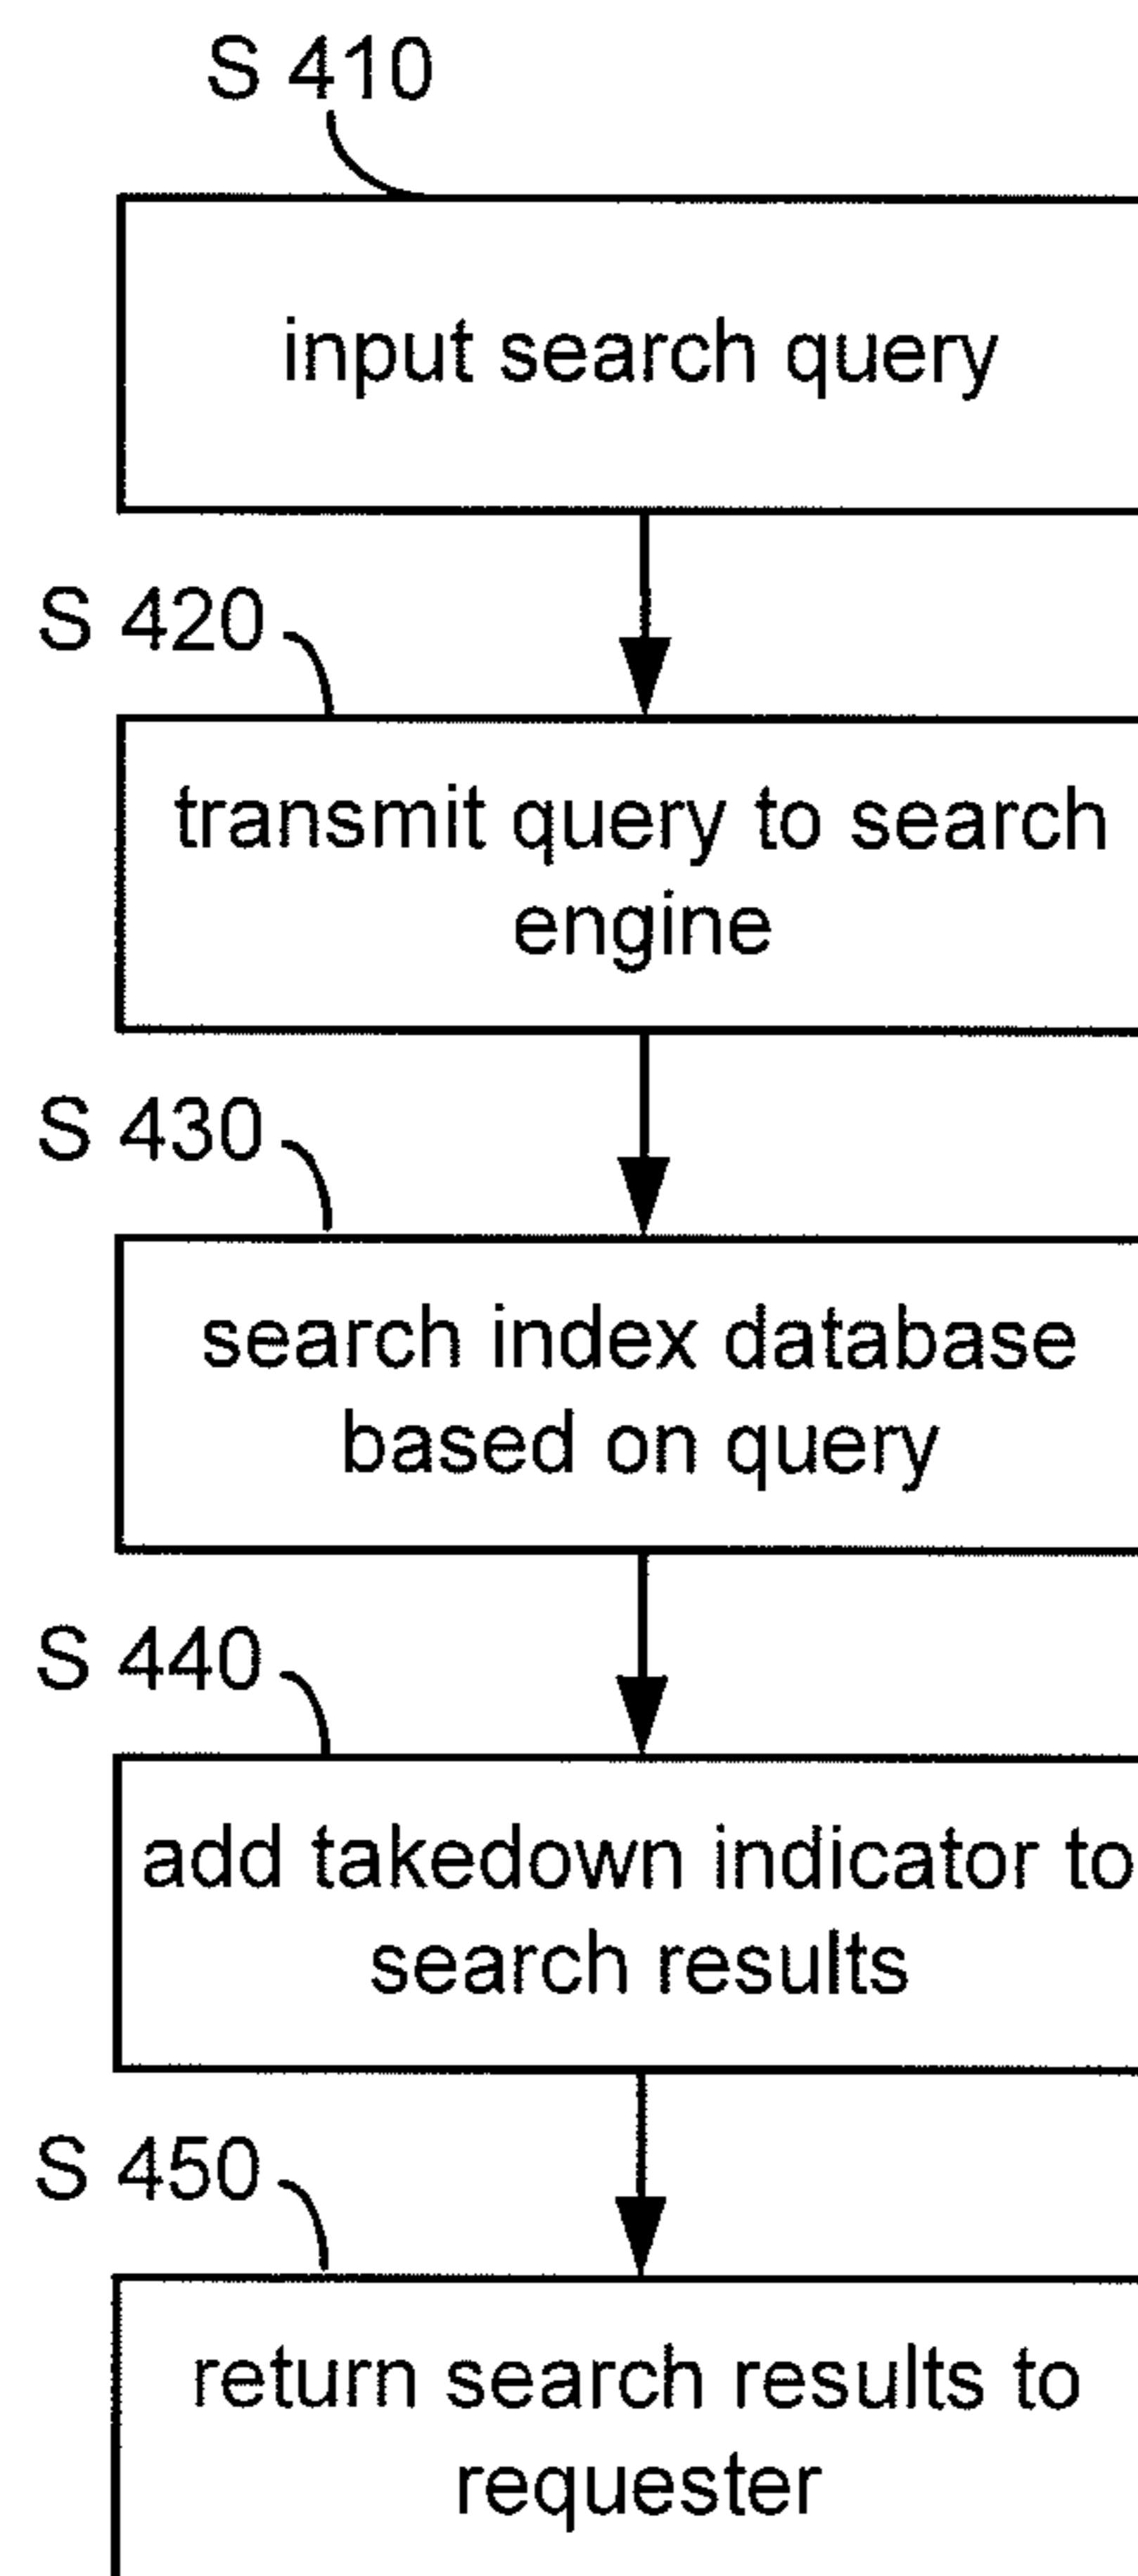 S 410
input search query
S 420
transmit query to search
engine
S 430
search index database
based on query
S 440
add takedown indicator to
search results
S 450
return search results to
requester